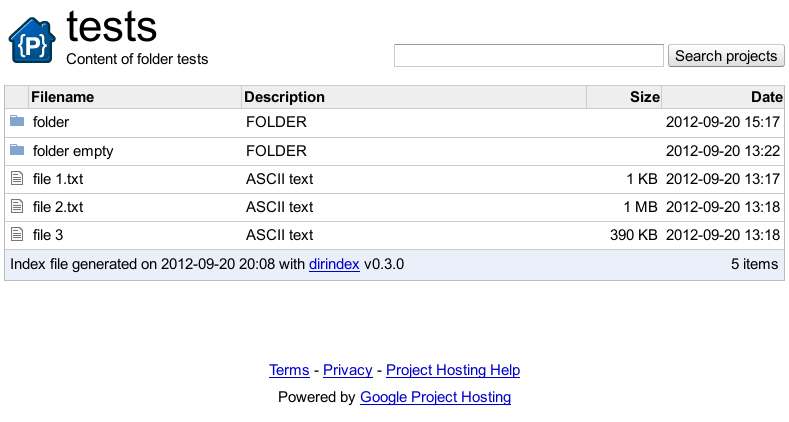 {P}
tests
Content of folder tests
Search projects
Filename Description Size Date
folder FOLDER 2012-09-20 15:17
folder empty FOLDER 2012-09-20 13:22
file 1.txt ASCII text 1 KB 2012-09-20 13:17
file 2.txt ASCII text 1 MB 2012-09-20 13:18
file 3 ASCII text 390 KB 2012-09-20 13:18
Index file generated on 2012-09-20 20:08 with dirindex v0.3.0 5 items
Terms - Privacy - Project Hosting Help
Powered by Google Project Hosting